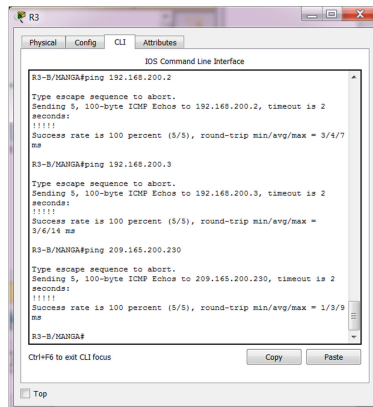 R3
Physical Config CLI Attributes
IOS Command Line Interface
R3-B/MANGA#ping 192.168.200.2
Type escape sequence to abort.
Sending 5, 100-byte ICMP Echos to 192.168.200.2, timeout is 2
seconds:
!!!!!
Success rate is 100 percent (5/5), round-trip min/avg/max = 3/4/7
ms
R3-B/MANGA#ping 192.168.200.3
Type escape sequence to abort.
Sending 5, 100-byte ICMP Echos to 192.168.200.3, timeout is 2
seconds:
!!!!!
Success rate is 100 percent (5/5), round-trip min/avg/max =
3/6/14 ms
R3-B/MANGA#ping 209.165.200.230
Type escape sequence to abort.
Sending 5, 100-byte ICMP Echos to 209.165.200.230, timeout is 2
seconds:
!!!!!
Success rate is 100 percent (5/5), round-trip min/avg/max = 1/3/9
ms
R3-B/MANGA#
Ctrl+F6 to exit CLI focus
Copy Paste
Top